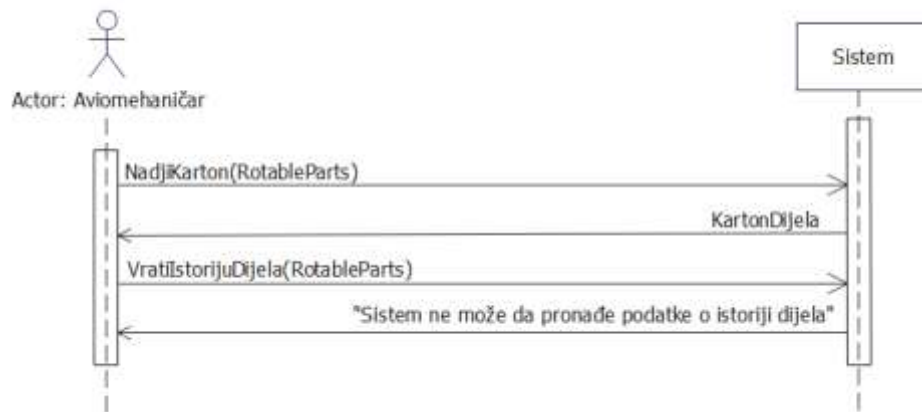 Sistem
Actor: Aviomehaničar
NadjiKarton(RotableParts)
KartonDijela
VratiIstorijuDijela(RotableParts)
"Sistem ne može da pronađe podatke o istoriji dijela"